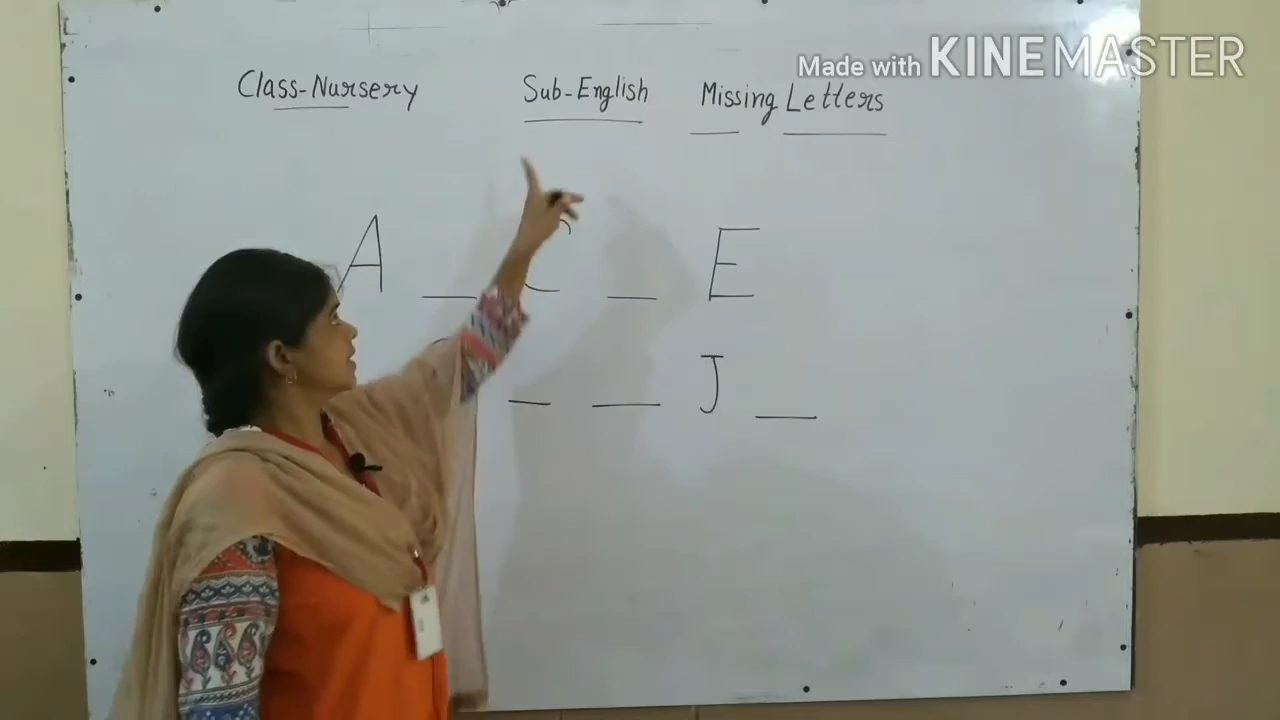 Made with KINEMASTER
Class-Nursery Sub-English Missing Letters
A _ C _ E
_ _ J _